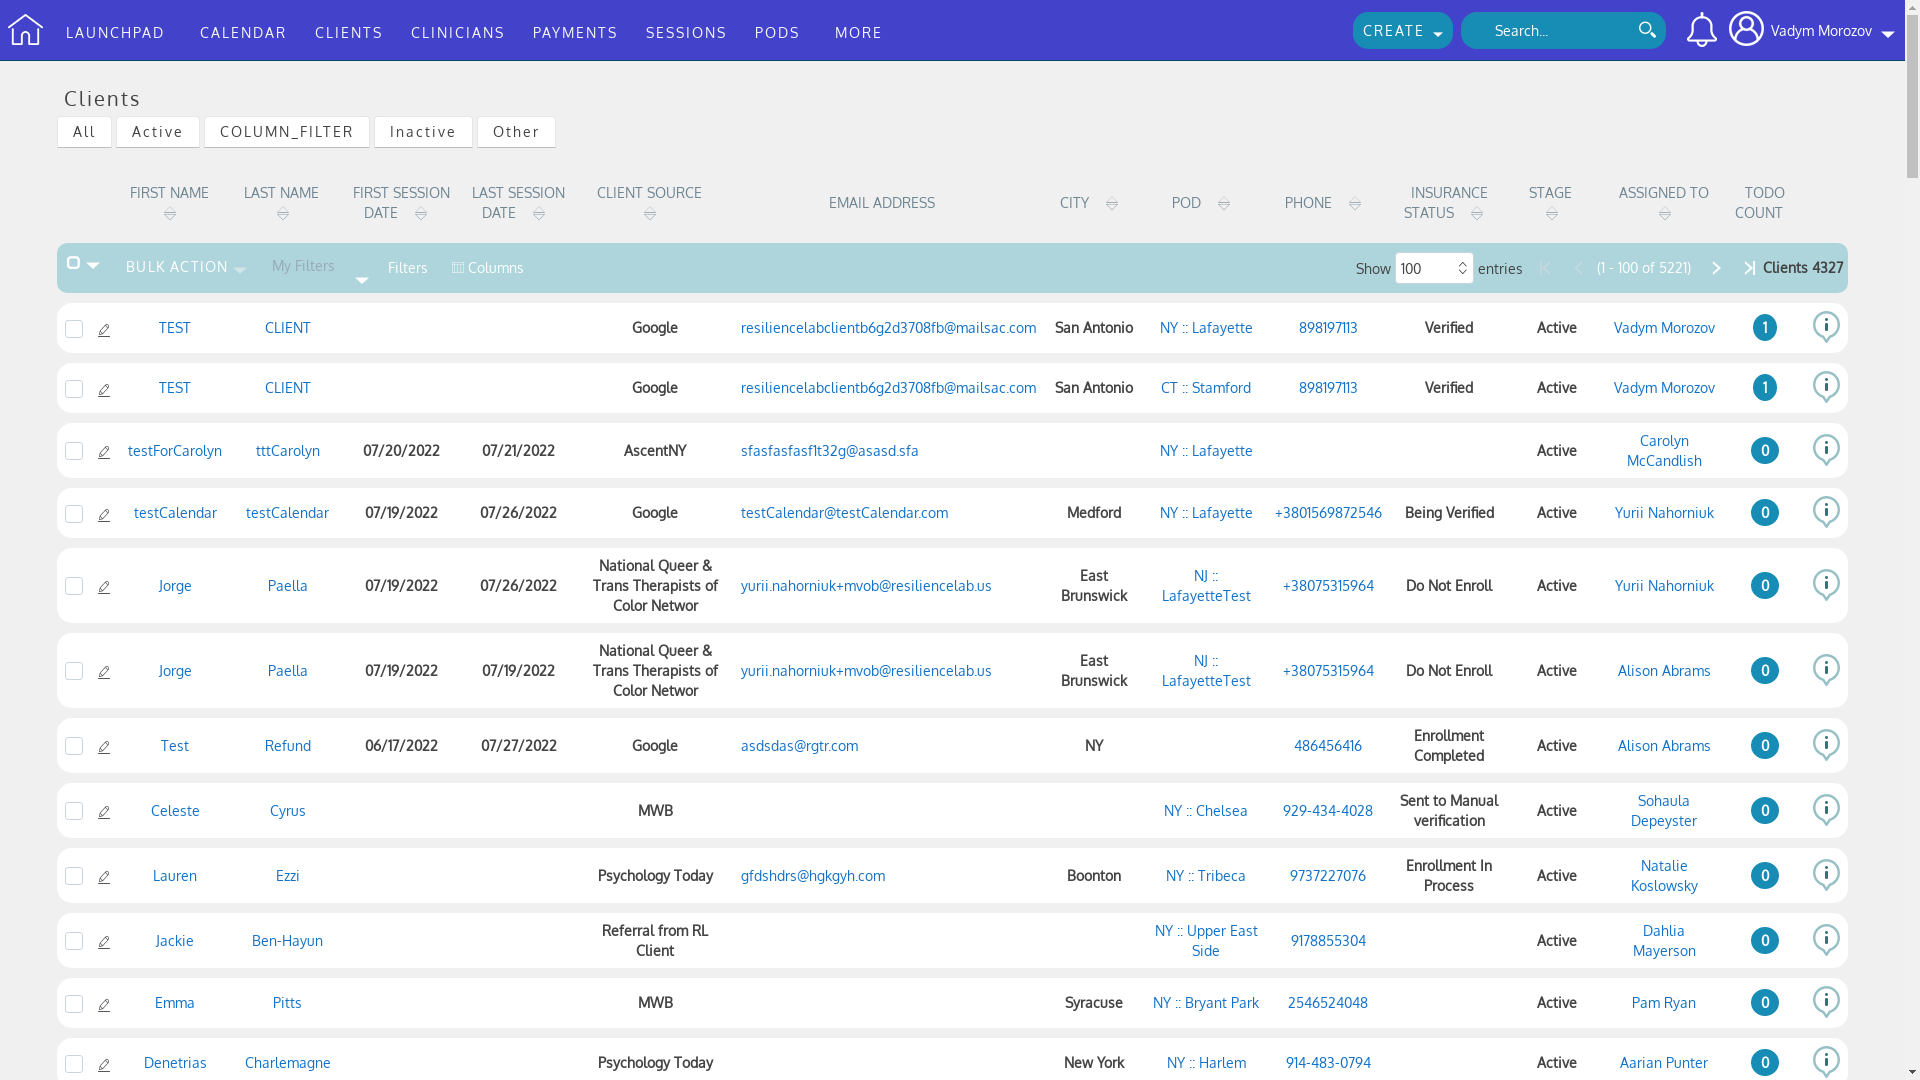 LAUNCHPAD CALENDAR CLIENTS CLINICIANS PAYMENTS SESSIONS PODS MORE CREATE Search... Vadym Morozov
Clients
All Active COLUMN_FILTER Inactive Other
FIRST NAME LAST NAME FIRST SESSION DATE LAST SESSION DATE CLIENT SOURCE EMAIL ADDRESS CITY POD PHONE INSURANCE STATUS STAGE ASSIGNED TO TODO COUNT
BULK ACTION My Filters Filters Columns Show 100 entries (1 - 100 of 5221) Clients 4327
TEST CLIENT Google resiliencelabclientb6g2d3708fb@mailsac.com San Antonio NY :: Lafayette 898197113 Verified Active Vadym Morozov 1
TEST CLIENT Google resiliencelabclientb6g2d3708fb@mailsac.com San Antonio CT :: Stamford 898197113 Verified Active Vadym Morozov 1
testForCarolyn tttCarolyn 07/20/2022 07/21/2022 AscentNY sfasfasfasf1t32g@asasd.sfa NY :: Lafayette Active Carolyn McCandlish 0
testCalendar testCalendar 07/19/2022 07/26/2022 Google testCalendar@testCalendar.com Medford NY :: Lafayette +3801569872546 Being Verified Active Yurii Nahorniuk 0
Jorge Paella 07/19/2022 07/26/2022 National Queer & Trans Therapists of Color Networ yurii.nahorniuk+mvob@resiliencelab.us East Brunswick NJ :: LafayetteTest +38075315964 Do Not Enroll Active Yurii Nahorniuk 0
Jorge Paella 07/19/2022 07/19/2022 National Queer & Trans Therapists of Color Networ yurii.nahorniuk+mvob@resiliencelab.us East Brunswick NJ :: LafayetteTest +38075315964 Do Not Enroll Active Alison Abrams 0
Test Refund 06/17/2022 07/27/2022 Google asdsdas@rgtr.com NY 486456416 Enrollment Completed Active Alison Abrams 0
Celeste Cyrus MWB NY :: Chelsea 929-434-4028 Sent to Manual verification Active Sohaula Depeyster 0
Lauren Ezzi Psychology Today gfdshdrs@hgkgyh.com Boonton NY :: Tribeca 9737227076 Enrollment In Process Active Natalie Koslowsky 0
Jackie Ben-Hayun Referral from RL Client NY :: Upper East Side 9178855304 Active Dahlia Mayerson 0
Emma Pitts MWB Syracuse NY :: Bryant Park 2546524048 Active Pam Ryan 0
Denetrias Charlemagne Psychology Today New York NY :: Harlem 914-483-0794 Active Aarian Punter 0